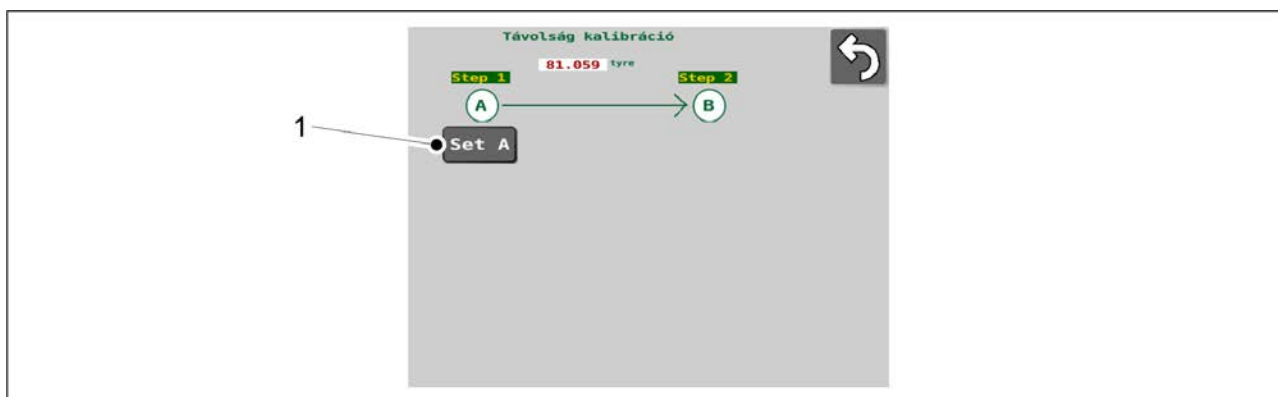 Távolság kalibráció
81.059 tyre
Step 1 Step 2
A B
1
Set A